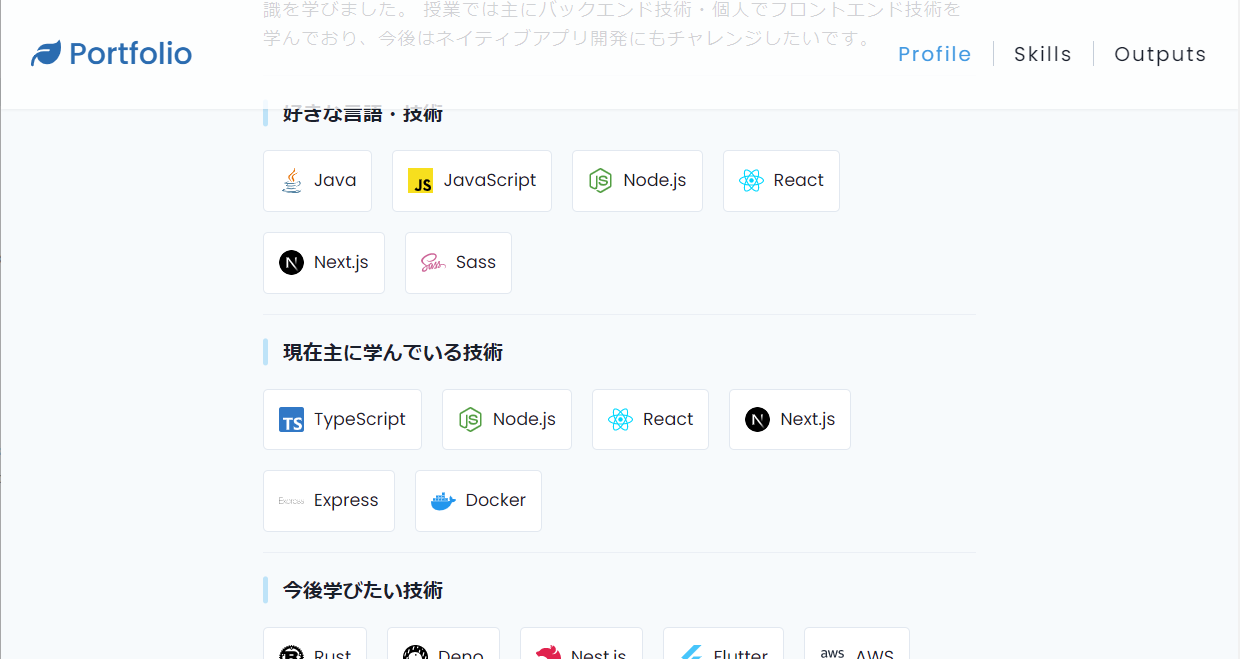 識を学びました。 授業では主にバックエンド技術・個人でフロントエンド技術を
学んでおり、今後はネイティブアプリ開発にもチャレンジしたいです。
Portfolio
Profile Skills Outputs
好きな言語・技術
Java JS JavaScript JS Node.js React
N Next.js Sass Sass
現在主に学んでいる技術
TS TypeScript JS Node.js React N Next.js
Express Express Docker
今後学びたい技術
R Rust Deno Nest.js Flutter aws AWS